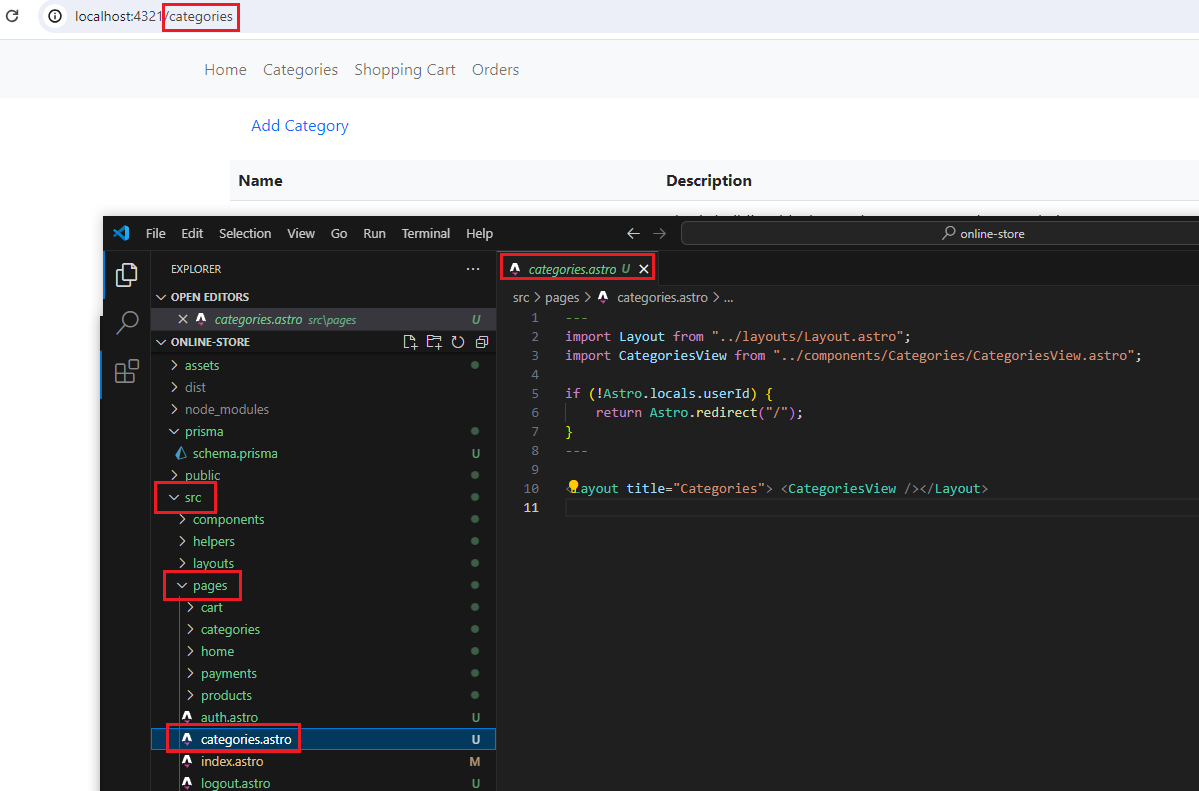 localhost:4321/categories
Home Categories Shopping Cart Orders
Add Category
Name Description
File Edit Selection View Go Run Terminal Help online-store
EXPLORER
OPEN EDITORS
categories.astro src\pages U
ONLINE-STORE
assets
dist
node_modules
prisma
schema.prisma U
public
src
components
helpers
layouts
pages
cart
categories
home
payments
products
auth.astro U
categories.astro U
index.astro M
logout.astro U
categories.astro U
src > pages > categories.astro > ...
1 ---
2 import Layout from "../layouts/Layout.astro";
3 import CategoriesView from "../components/Categories/CategoriesView.astro";
4
5 if (!Astro.locals.userId) {
6 return Astro.redirect("/");
7 }
8 ---
9
10 <Layout title="Categories"> <CategoriesView /></Layout>
11